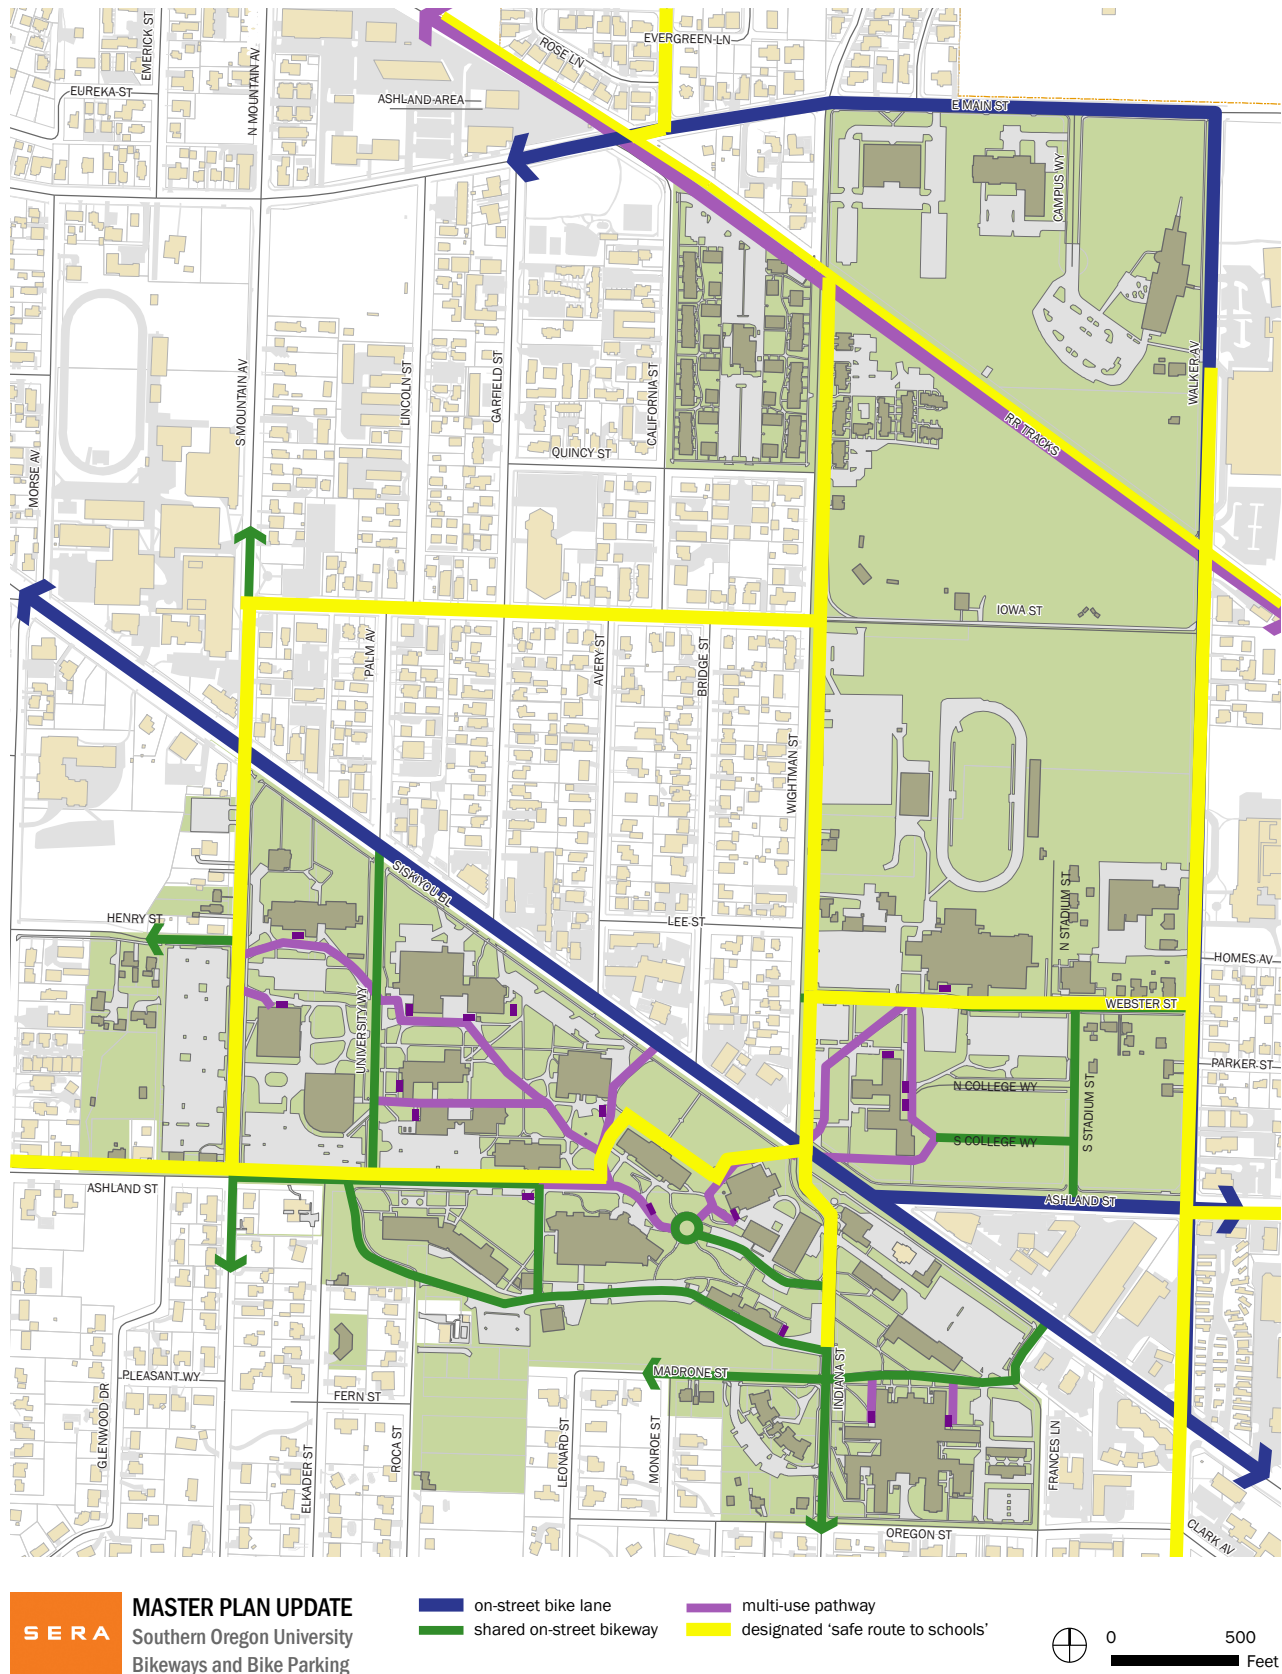 EMERICK ST
N MOUNTAIN AV
ROSE LN
EVERGREEN LN
EUREKA ST
ASHLAND AREA
E MAIN ST
CAMPUS WY
S MOUNTAIN AV
LINCOLN ST
GARFIELD ST
CALIFORNIA ST
WALKER AV
MORSE AV
QUINCY ST
RR TRACKS
IOWA ST
PALM AV
AVERY ST
BRIDGE ST
WIGHTMAN ST
SISKIYOU BL
HENRY ST
LEE ST
N STADIUM ST
HOMES AV
UNIVERSITY WY
WEBSTER ST
PARKER ST
N COLLEGE WY
S STADIUM ST
S COLLEGE WY
ASHLAND ST
ASHLAND ST
PLEASANT WY
MADRONE ST
INDIANA ST
GLENWOOD DR
FERN ST
ELKADER ST
ROCA ST
LEONARD ST
MONROE ST
FRANCES LN
OREGON ST
CLARK AV
SERA
MASTER PLAN UPDATE
Southern Oregon University
Bikeways and Bike Parking
on-street bike lane
shared on-street bikeway
multi-use pathway
designated 'safe route to schools'
0 500
Feet